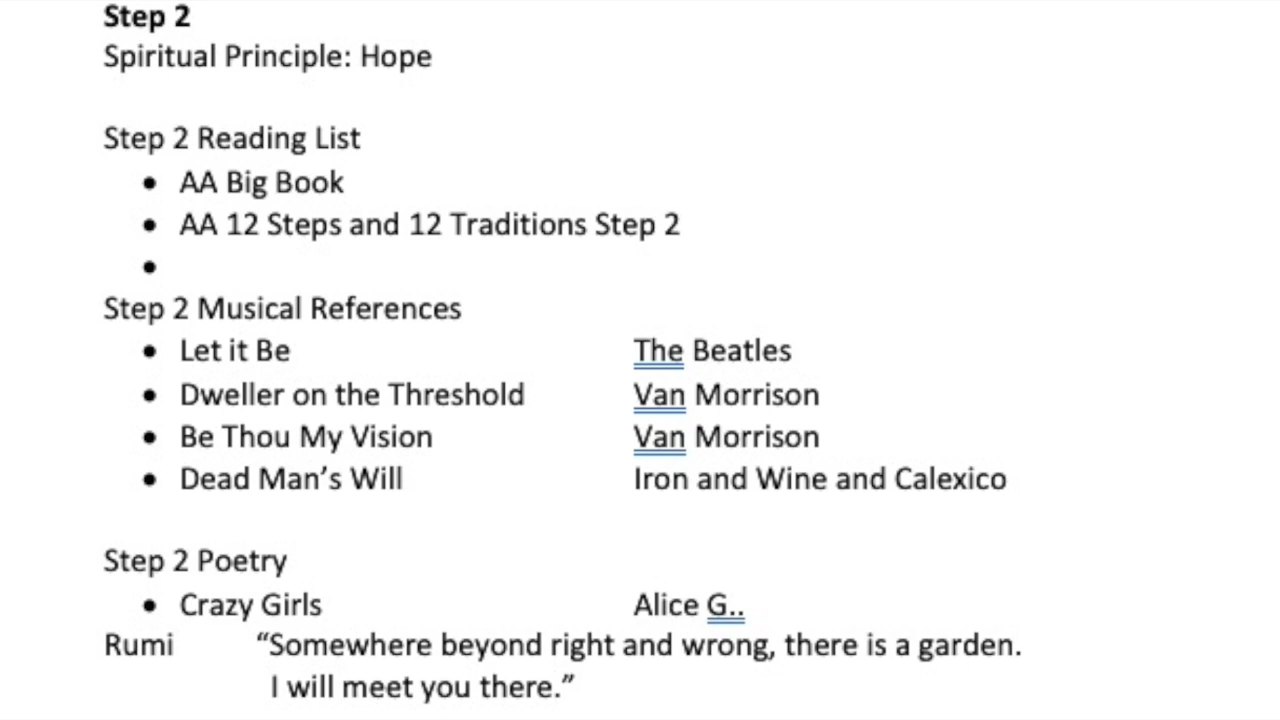 Step 2
Spiritual Principle: Hope
Step 2 Reading List
• AA Big Book
• AA 12 Steps and 12 Traditions Step 2
•
Step 2 Musical References
• Let it Be The Beatles
• Dweller on the Threshold Van Morrison
• Be Thou My Vision Van Morrison
• Dead Man’s Will Iron and Wine and Calexico
Step 2 Poetry
• Crazy Girls Alice G..
Rumi “Somewhere beyond right and wrong, there is a garden.
I will meet you there.”